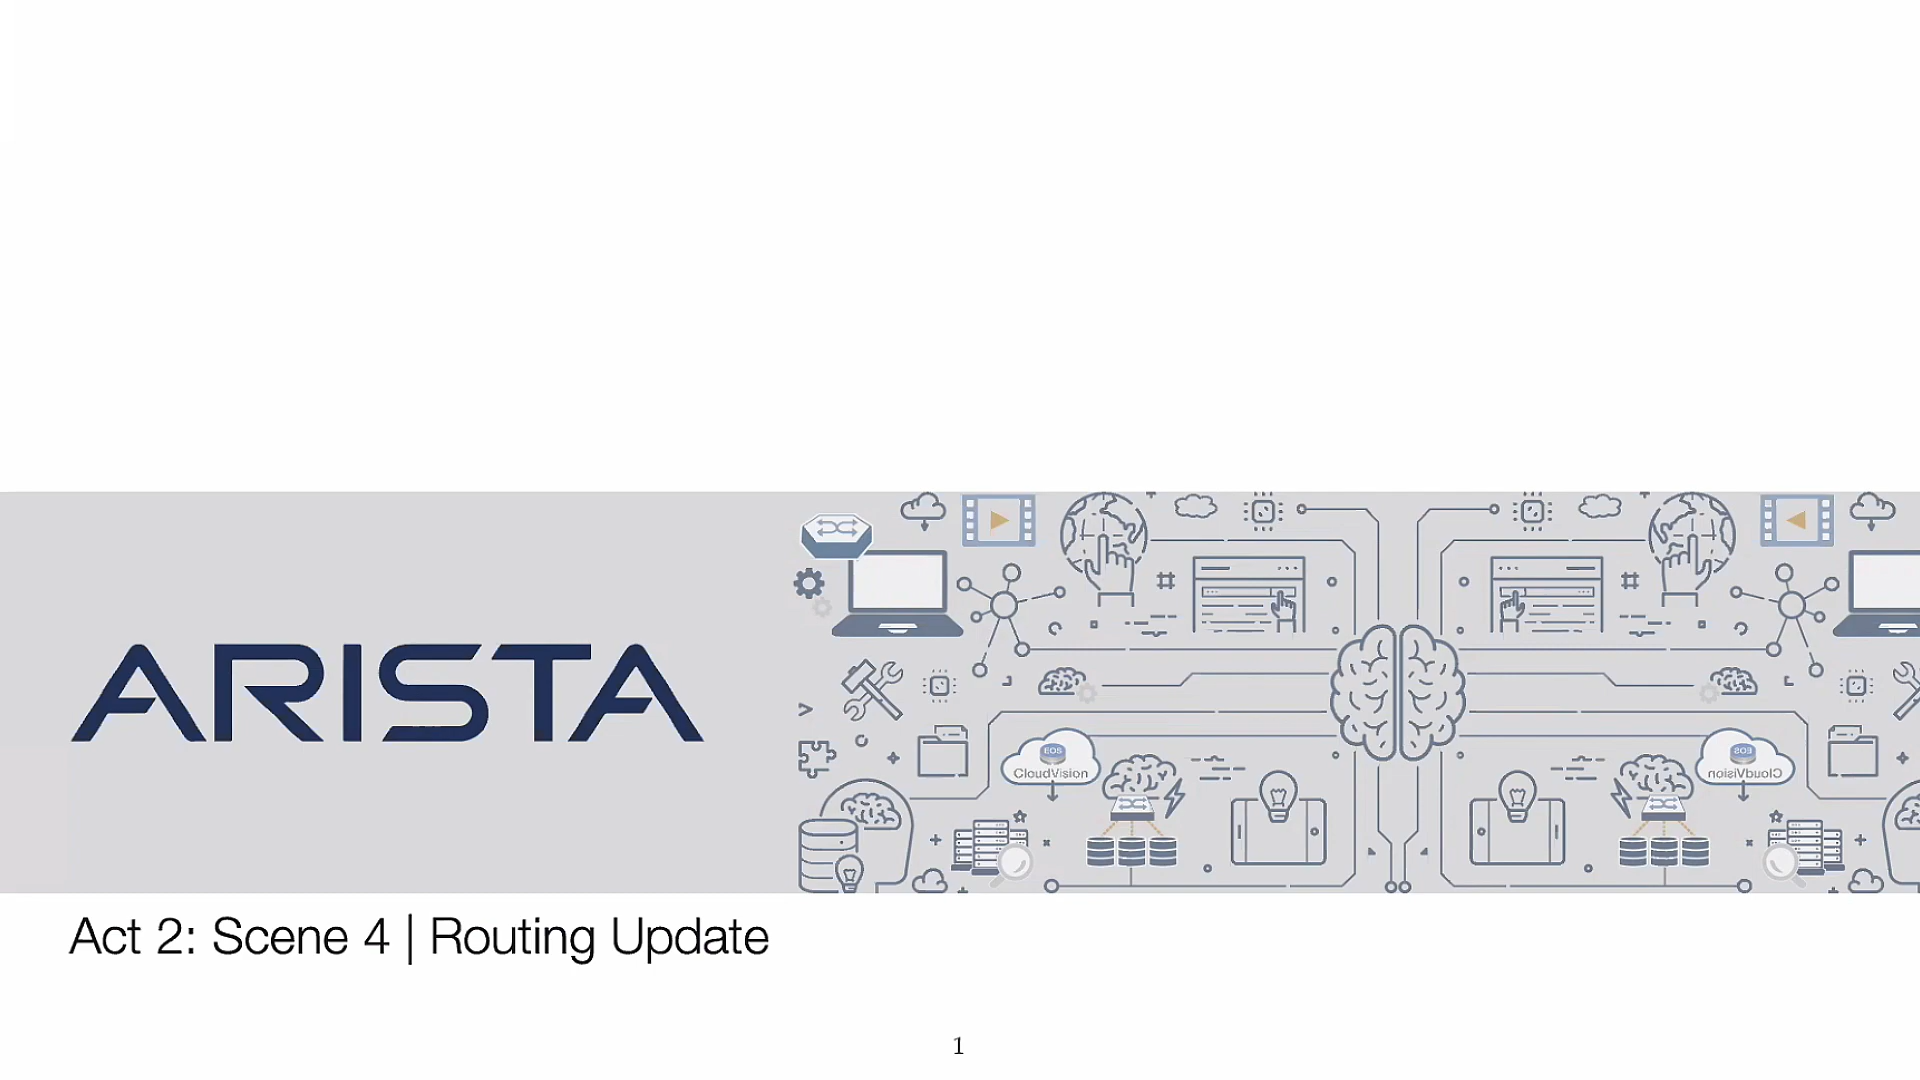 ARISTA
EOS
CloudVision
EOS
CloudVision
Act 2: Scene 4 | Routing Update
1